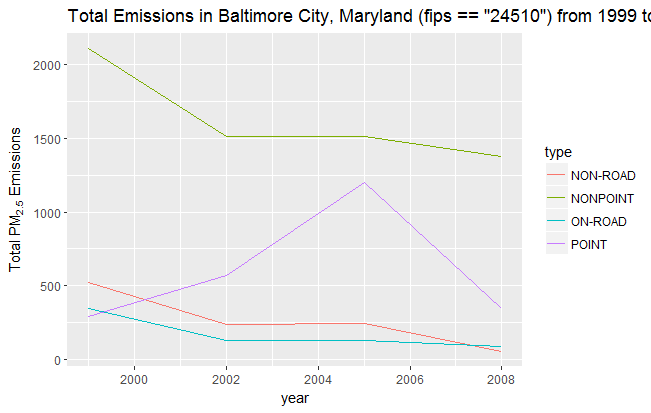 Total Emissions in Baltimore City, Maryland (fips == "24510") from 1999 to
2000
1500
1000
500
0
Total PM2.5 Emissions
2000
2002
2004
2006
2008
year
type
NON-ROAD
NONPOINT
ON-ROAD
POINT